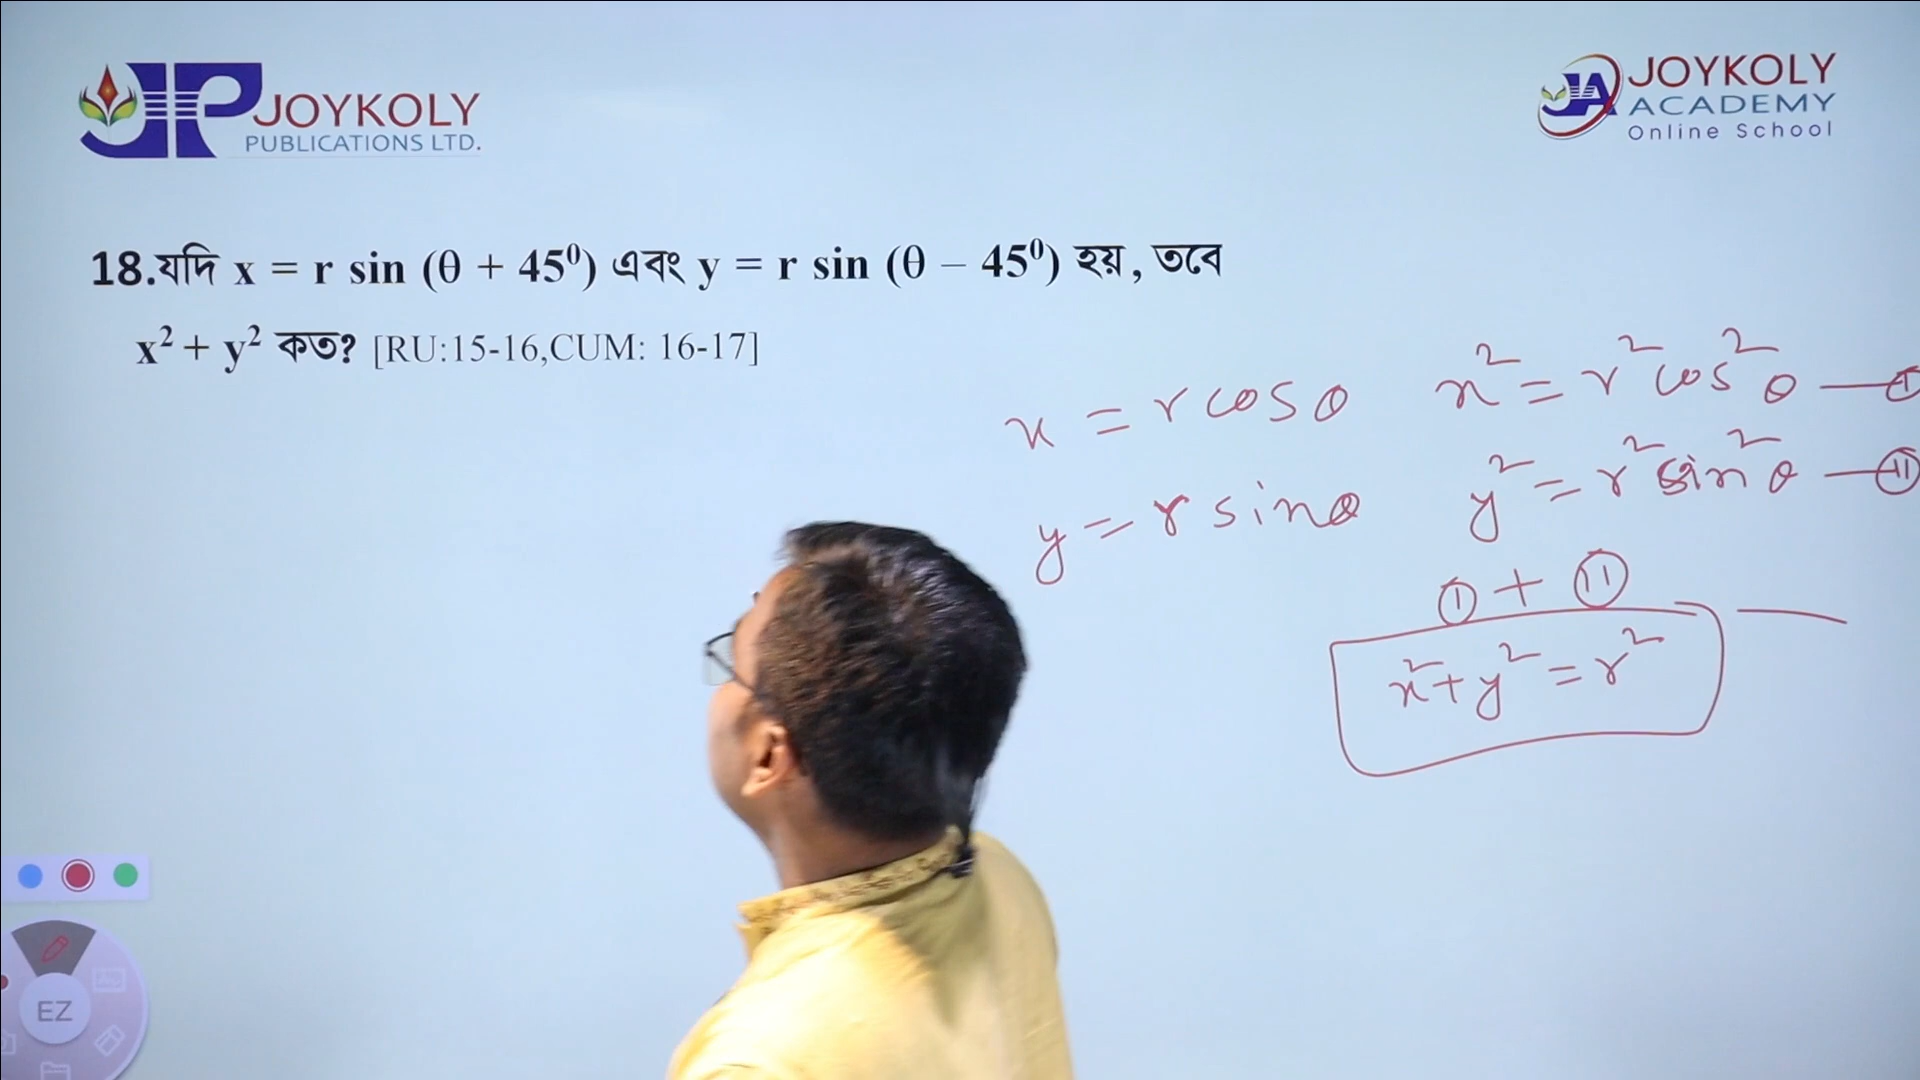 JP JOYKOLY
PUBLICATIONS LTD.
JA JOYKOLY
ACADEMY
Online School
18.যদি x = r sin (θ + 45⁰) এবং y = r sin (θ – 45⁰) হয়, তবে
x² + y² কত? [RU:15-16,CUM: 16-17]
x = r cos θ
x² = r² cos² θ — Ⓘ
y = r sin θ
y² = r² sin² θ — ⓘⓘ
Ⓘ + ⓘⓘ
x² + y² = r²
EZ